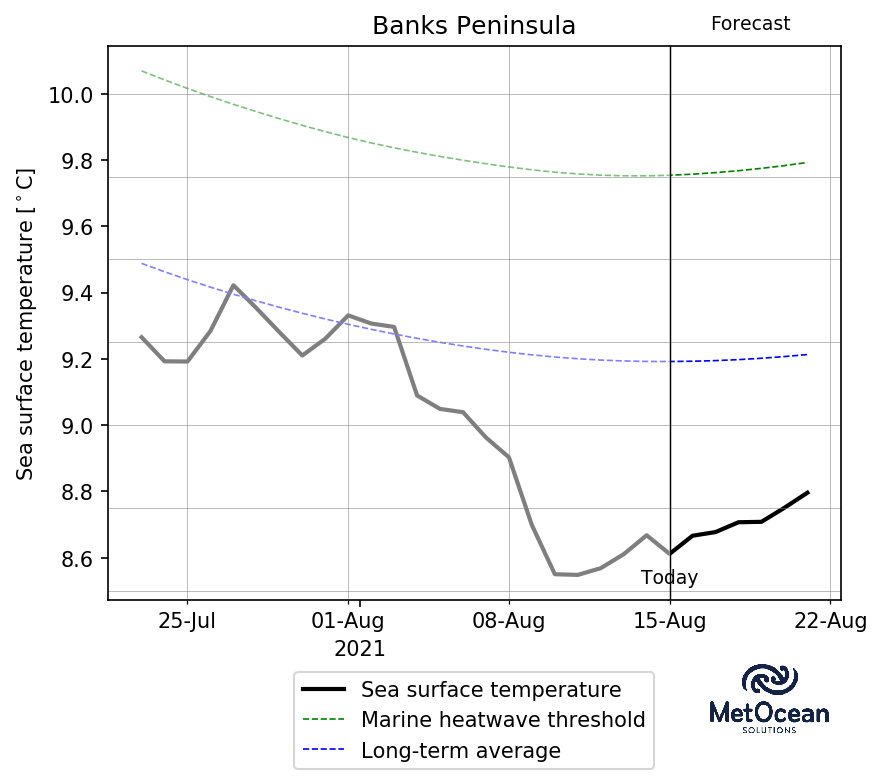 Banks Peninsula
Forecast
Sea surface temperature [°C]
10.0
9.8
9.6
9.4
9.2
9.0
8.8
8.6
Today
25-Jul
01-Aug
08-Aug
15-Aug
22-Aug
2021
Sea surface temperature
Marine heatwave threshold
Long-term average
MetOcean
SOLUTIONS